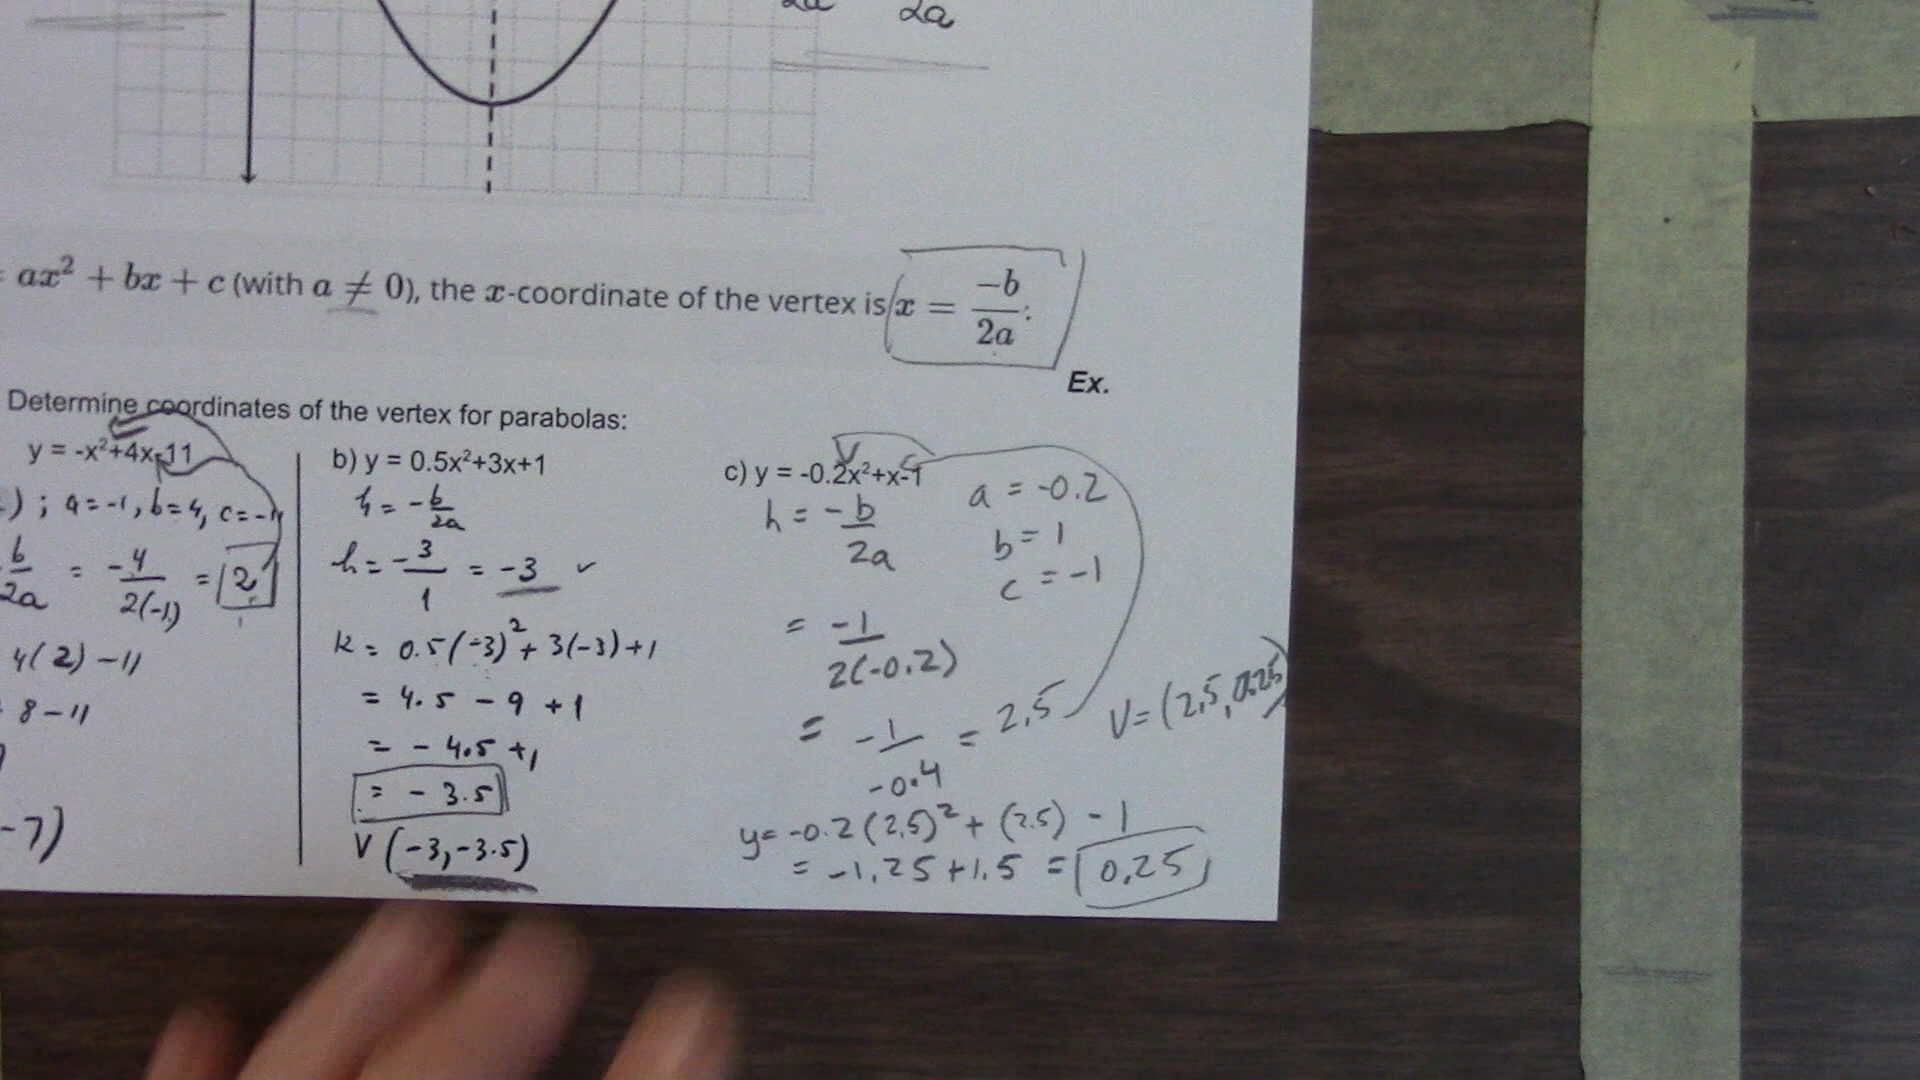 2a
= ax² + bx + c (with a ≠ 0), the x-coordinate of the vertex is x = -b/2a:
Ex.
Determine coordinates of the vertex for parabolas:
y = -x²+4x-11
); a=-1, b=4, c=-11
b/2a = -4/2(-1) = 2
4(2) -11
8-11
-7)
b) y = 0.5x²+3x+1
h = -b/2a
h = -3/1 = -3 ✓
k = 0.5(-3)² + 3(-3)+1
= 4.5 - 9 +1
= - 4.5 +1
= - 3.5
V (-3,-3.5)
c) y = -0.2x²+x-1
h = -b/2a
a = -0.2
b = 1
c = -1
= -1/2(-0.2)
= -1/-0.4 = 2,5
V = (2,5, 0.25)
y= -0.2 (2,5)² + (2.5) - 1
= -1,25 +1.5 = 0,25